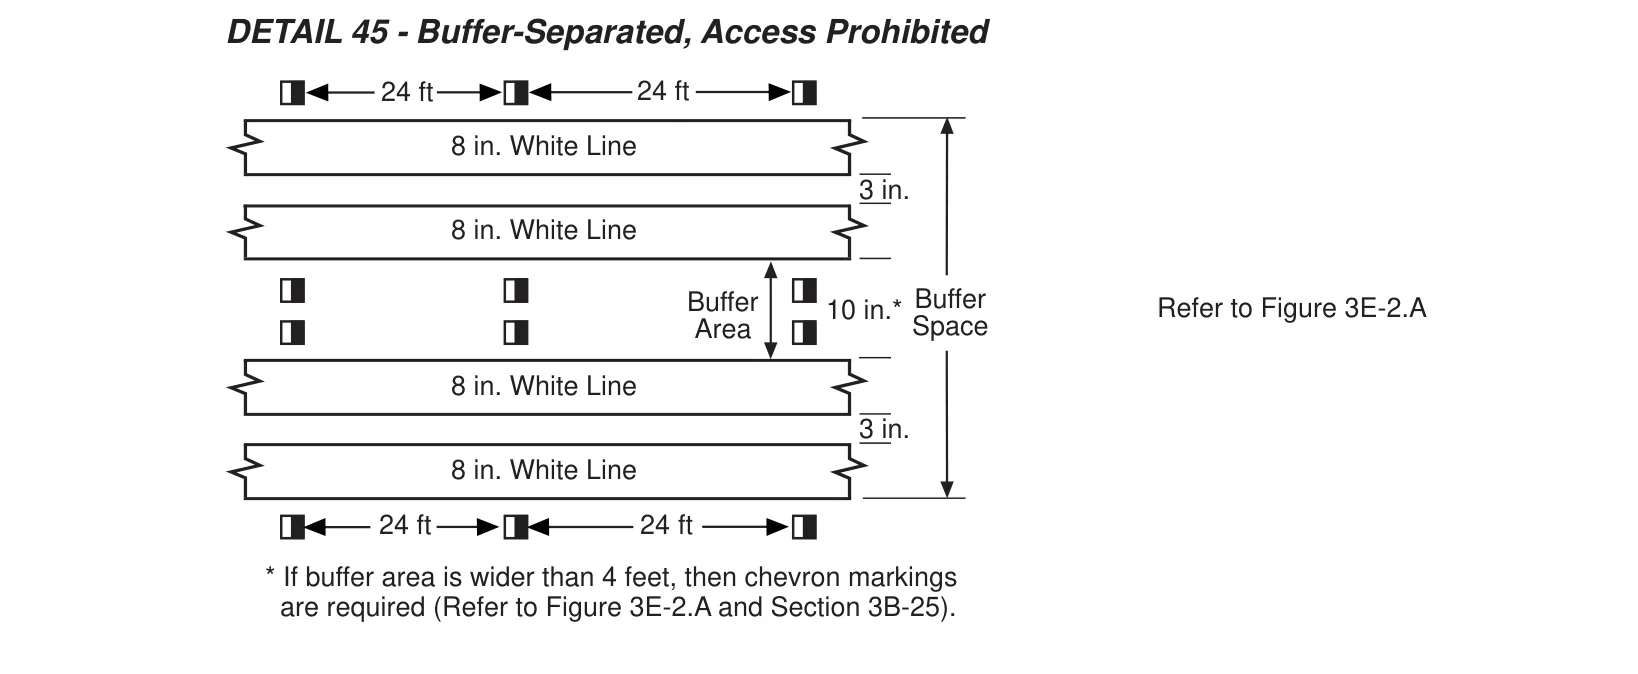 DETAIL 45 - Buffer-Separated, Access Prohibited
24 ft 24 ft
8 in. White Line
3 in.
8 in. White Line
Buffer
Area
10 in.*
Buffer
Space
Refer to Figure 3E-2.A
8 in. White Line
3 in.
8 in. White Line
24 ft 24 ft
* If buffer area is wider than 4 feet, then chevron markings
are required (Refer to Figure 3E-2.A and Section 3B-25).